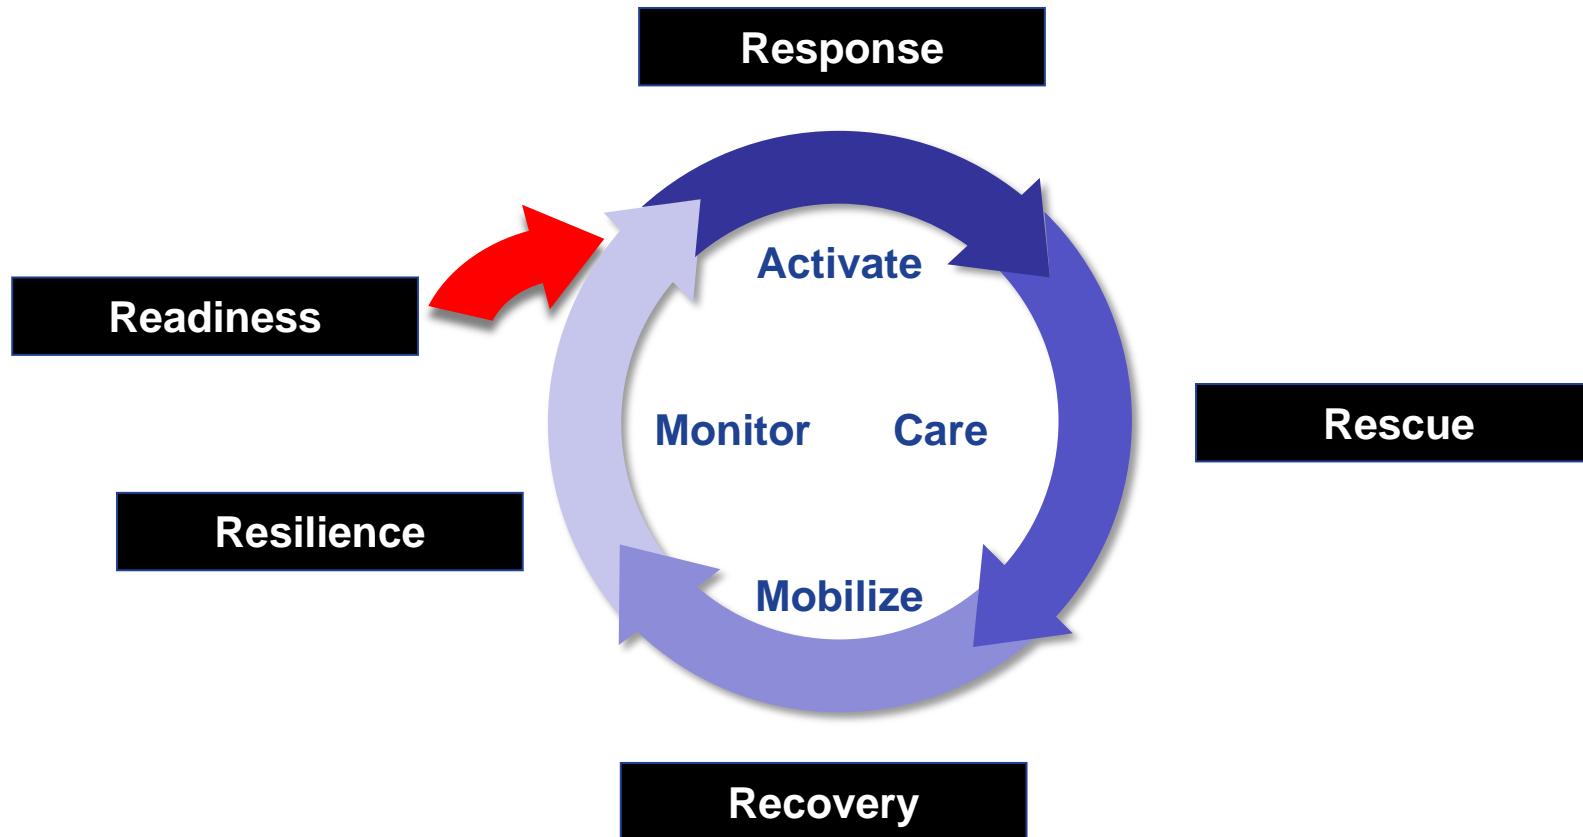 Response
Activate
Readiness
Monitor
Care
Rescue
Resilience
Mobilize
Recovery